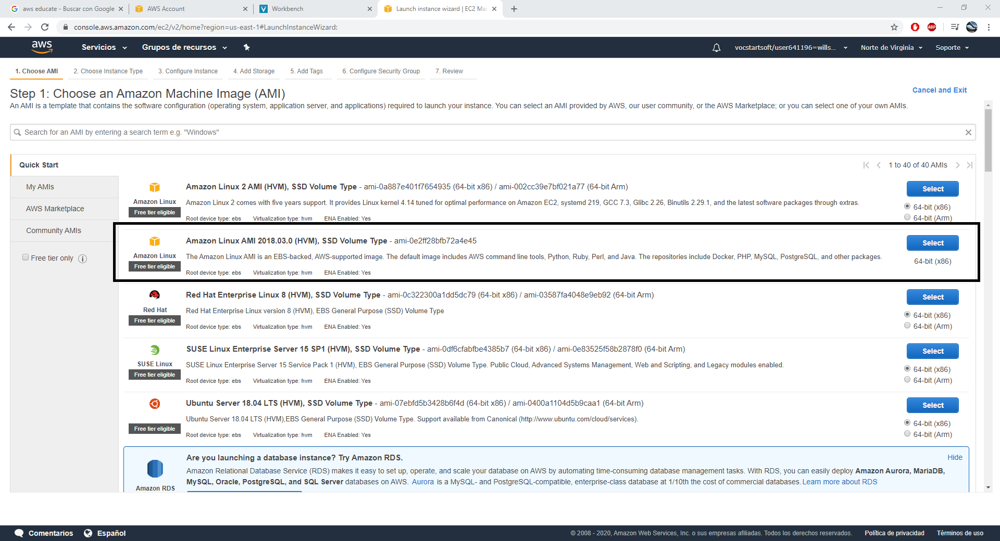 aws educate - Buscar con Google
AWS Account
Workbench
Launch instance wizard | EC2 Ma
console.aws.amazon.com/ec2/v2/home?region=us-east-1#LaunchInstanceWizard:
ABP
aws
Servicios
Grupos de recursos
vocstartsoft/user641196=wills...
Norte de Virginia
Soporte
1. Choose AMI
2. Choose Instance Type
3. Configure Instance
4. Add Storage
5. Add Tags
6. Configure Security Group
7. Review
Step 1: Choose an Amazon Machine Image (AMI)
Cancel and Exit
An AMI is a template that contains the software configuration (operating system, application server, and applications) required to launch your instance. You can select an AMI provided by AWS, our user community, or the AWS Marketplace; or you can select one of your own AMIs.
Search for an AMI by entering a search term e.g. "Windows"
Quick Start
1 to 40 of 40 AMIs
My AMIs
AWS Marketplace
Community AMIs
Free tier only
Amazon Linux
Free tier eligible
Amazon Linux 2 AMI (HVM), SSD Volume Type - ami-0a887e401f7654935 (64-bit x86) / ami-002cc39e7bf021a77 (64-bit Arm)
Amazon Linux 2 comes with five years support. It provides Linux kernel 4.14 tuned for optimal performance on Amazon EC2, systemd 219, GCC 7.3, Glibc 2.26, Binutils 2.29.1, and the latest software packages through extras.
Root device type: ebs Virtualization type: hvm ENA Enabled: Yes
Select
64-bit (x86)
64-bit (Arm)
Amazon Linux
Free tier eligible
Amazon Linux AMI 2018.03.0 (HVM), SSD Volume Type - ami-0e2ff28bfb72a4e45
The Amazon Linux AMI is an EBS-backed, AWS-supported image. The default image includes AWS command line tools, Python, Ruby, Perl, and Java. The repositories include Docker, PHP, MySQL, PostgreSQL, and other packages.
Root device type: ebs Virtualization type: hvm ENA Enabled: Yes
Select
64-bit (x86)
Red Hat
Free tier eligible
Red Hat Enterprise Linux 8 (HVM), SSD Volume Type - ami-0c322300a1dd5dc79 (64-bit x86) / ami-03587fa4048e9eb92 (64-bit Arm)
Red Hat Enterprise Linux version 8 (HVM), EBS General Purpose (SSD) Volume Type
Root device type: ebs Virtualization type: hvm ENA Enabled: Yes
Select
64-bit (x86)
64-bit (Arm)
SUSE Linux
Free tier eligible
SUSE Linux Enterprise Server 15 SP1 (HVM), SSD Volume Type - ami-0df6cfabfbe4385b7 (64-bit x86) / ami-0e83525f58b2878f0 (64-bit Arm)
SUSE Linux Enterprise Server 15 Service Pack 1 (HVM), EBS General Purpose (SSD) Volume Type. Public Cloud, Advanced Systems Management, Web and Scripting, and Legacy modules enabled.
Root device type: ebs Virtualization type: hvm ENA Enabled: Yes
Select
64-bit (x86)
64-bit (Arm)
Free tier eligible
Ubuntu Server 18.04 LTS (HVM), SSD Volume Type - ami-07ebfd5b3428b6f4d (64-bit x86) / ami-0400a1104d5b9caa1 (64-bit Arm)
Ubuntu Server 18.04 LTS (HVM),EBS General Purpose (SSD) Volume Type. Support available from Canonical (http://www.ubuntu.com/cloud/services).
Root device type: ebs Virtualization type: hvm ENA Enabled: Yes
Select
64-bit (x86)
64-bit (Arm)
Amazon RDS
Are you launching a database instance? Try Amazon RDS.
Hide
Amazon Relational Database Service (RDS) makes it easy to set up, operate, and scale your database on AWS by automating time-consuming database management tasks. With RDS, you can easily deploy Amazon Aurora, MariaDB,
MySQL, Oracle, PostgreSQL, and SQL Server databases on AWS. Aurora is a MySQL- and PostgreSQL-compatible, enterprise-class database at 1/10th the cost of commercial databases. Learn more about RDS
Comentarios
Español
© 2008 - 2020, Amazon Web Services, Inc. o sus empresas afiliadas. Todos los derechos reservados.
Política de privacidad
Términos de uso